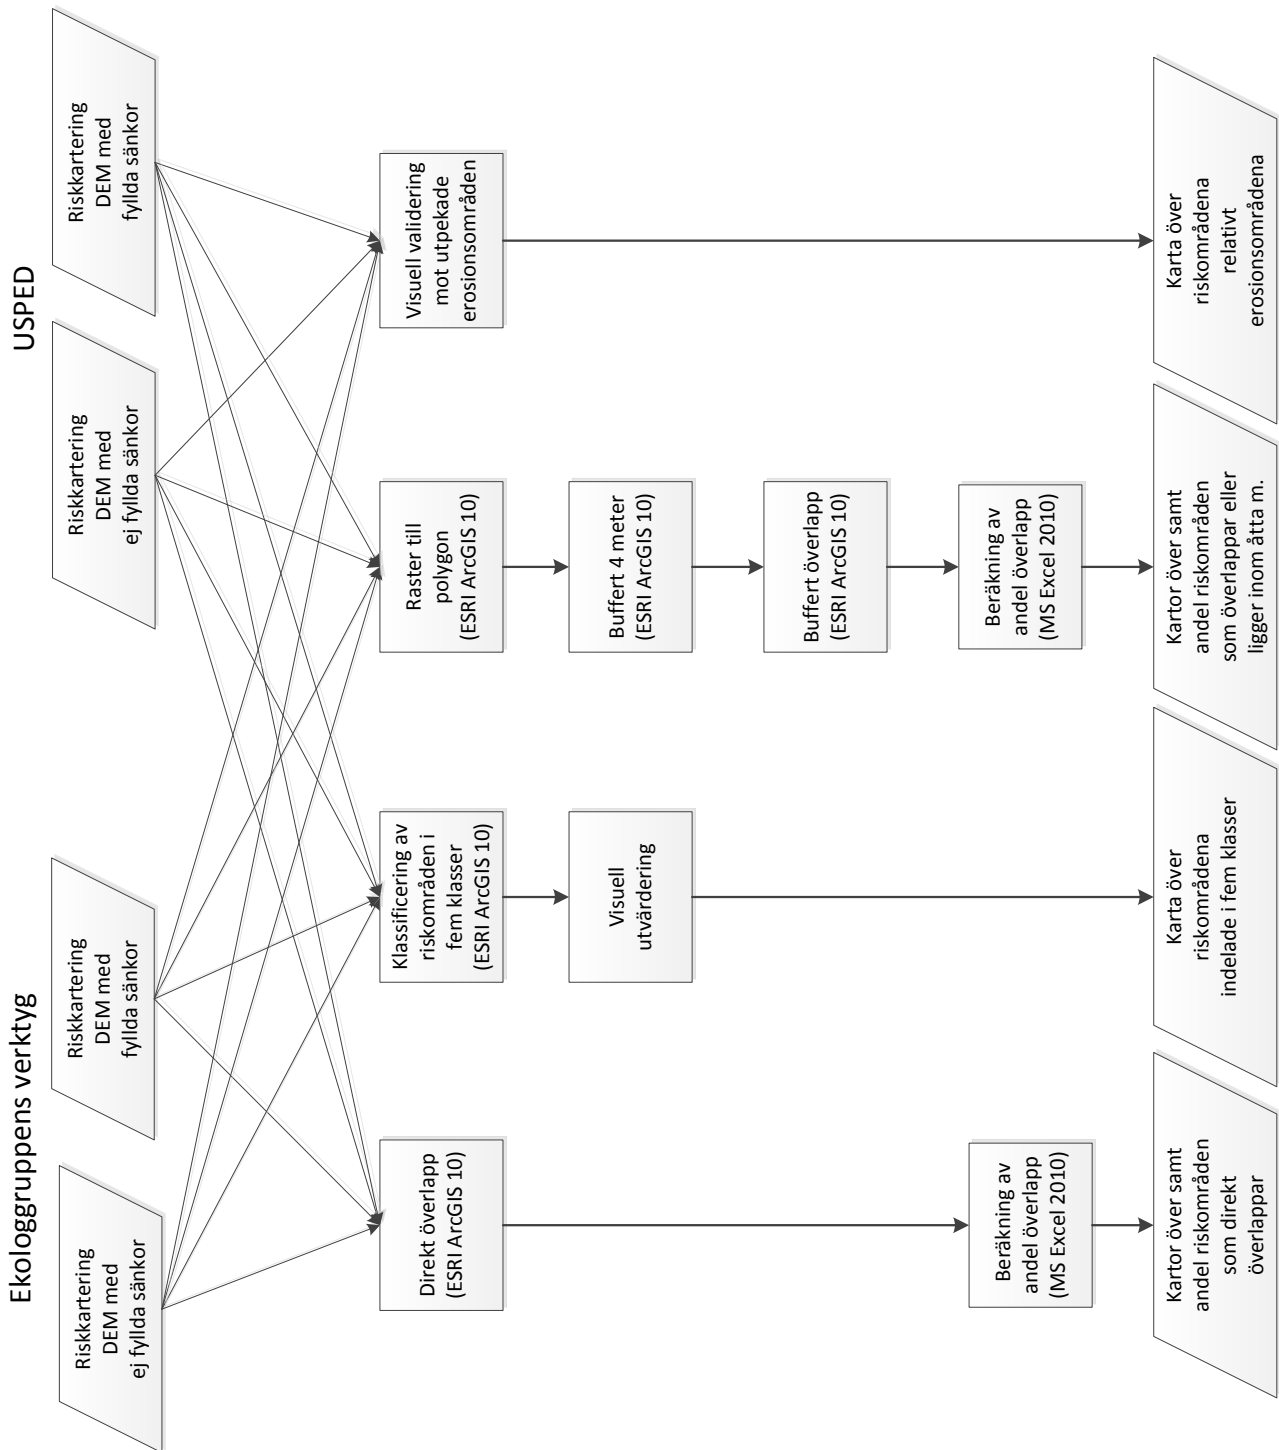 Ekologgruppens verktyg
USPED
Riskkartering
DEM med
ej fyllda sänkor
Riskkartering
DEM med
fyllda sänkor
Riskkartering
DEM med
ej fyllda sänkor
Riskkartering
DEM med
fyllda sänkor
Direkt överlapp
(ESRI ArcGIS 10)
Klassificering av
riskområden i
fem klasser
(ESRI ArcGIS 10)
Raster till
polygon
(ESRI ArcGIS 10)
Visuell validering
mot utpekade
erosionsområden
Visuell
utvärdering
Buffert 4 meter
(ESRI ArcGIS 10)
Buffert överlapp
(ESRI ArcGIS 10)
Beräkning av
andel överlapp
(MS Excel 2010)
Beräkning av
andel överlapp
(MS Excel 2010)
Kartor över samt
andel riskområden
som direkt
överlappar
Karta över
riskområdena
indelade i fem klasser
Kartor över samt
andel riskområden
som överlappar eller
ligger inom åtta m.
Karta över
riskområdena
relativt
erosionsområdena